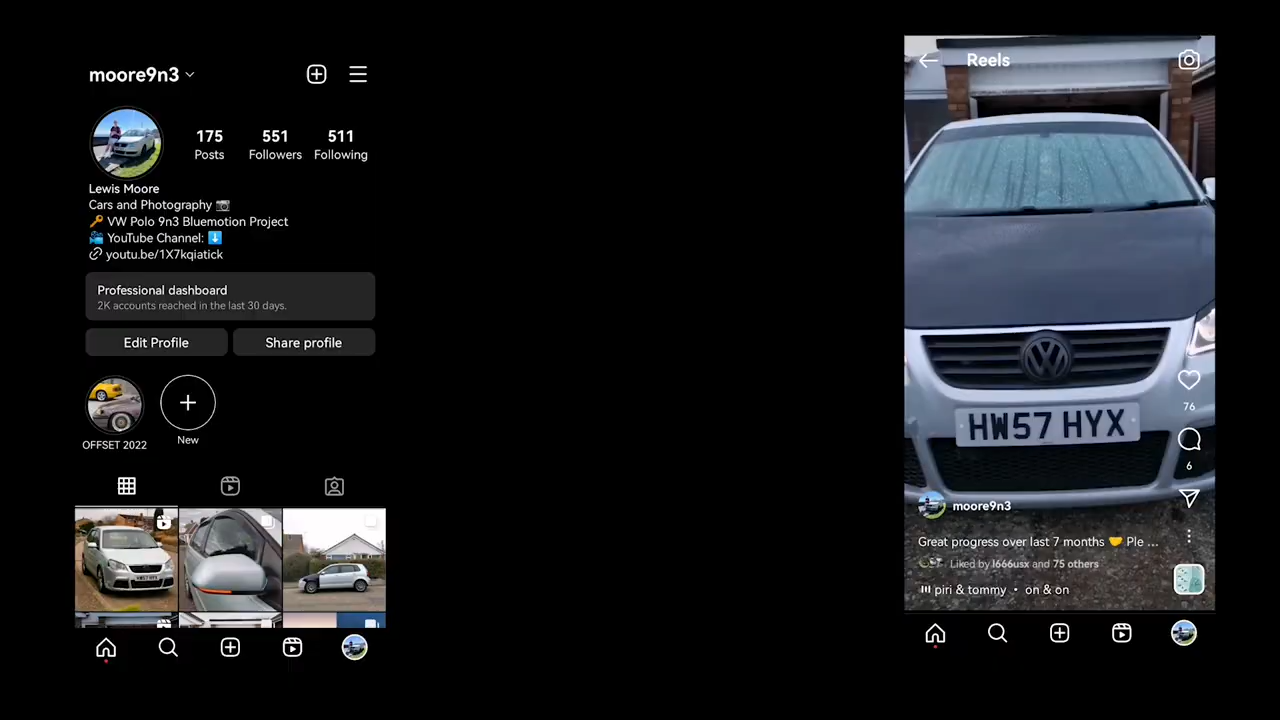 moore9n3
175 551 511
Posts Followers Following
Lewis Moore
Cars and Photography 📷
🔑 VW Polo 9n3 Bluemotion Project
🎥 YouTube Channel: ⬇️
youtu.be/1X7kqiatick
Professional dashboard
2K accounts reached in the last 30 days.
Edit Profile Share profile
OFFSET 2022
New
HW57 HYX
Reels
HW57 HYX
76
6
moore9n3
Great progress over last 7 months 🤝 Ple ...
Liked by l666usx and 75 others
piri & tommy • on & on